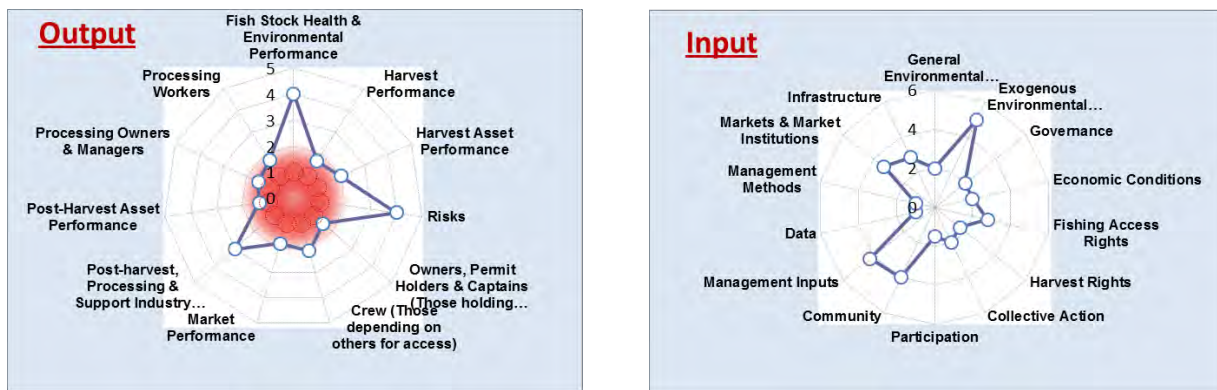 Output
Fish Stock Health &
Environmental
Performance
Harvest
Performance
Harvest Asset
Performance
Risks
Owners, Permit
Holders & Captains
(Those holding…
Crew (Those
depending on
others for access)
Market
Performance
Post-harvest,
Processing &
Support Industry…
Post-Harvest Asset
Performance
Processing Owners
& Managers
Processing
Workers
5
4
3
2
1
0
Input
General
Environmental…
Exogenous
Environmental…
Governance
Economic Conditions
Fishing Access
Rights
Harvest Rights
Collective Action
Participation
Community
Management Inputs
Data
Management
Methods
Markets & Market
Institutions
Infrastructure
6
4
2
0